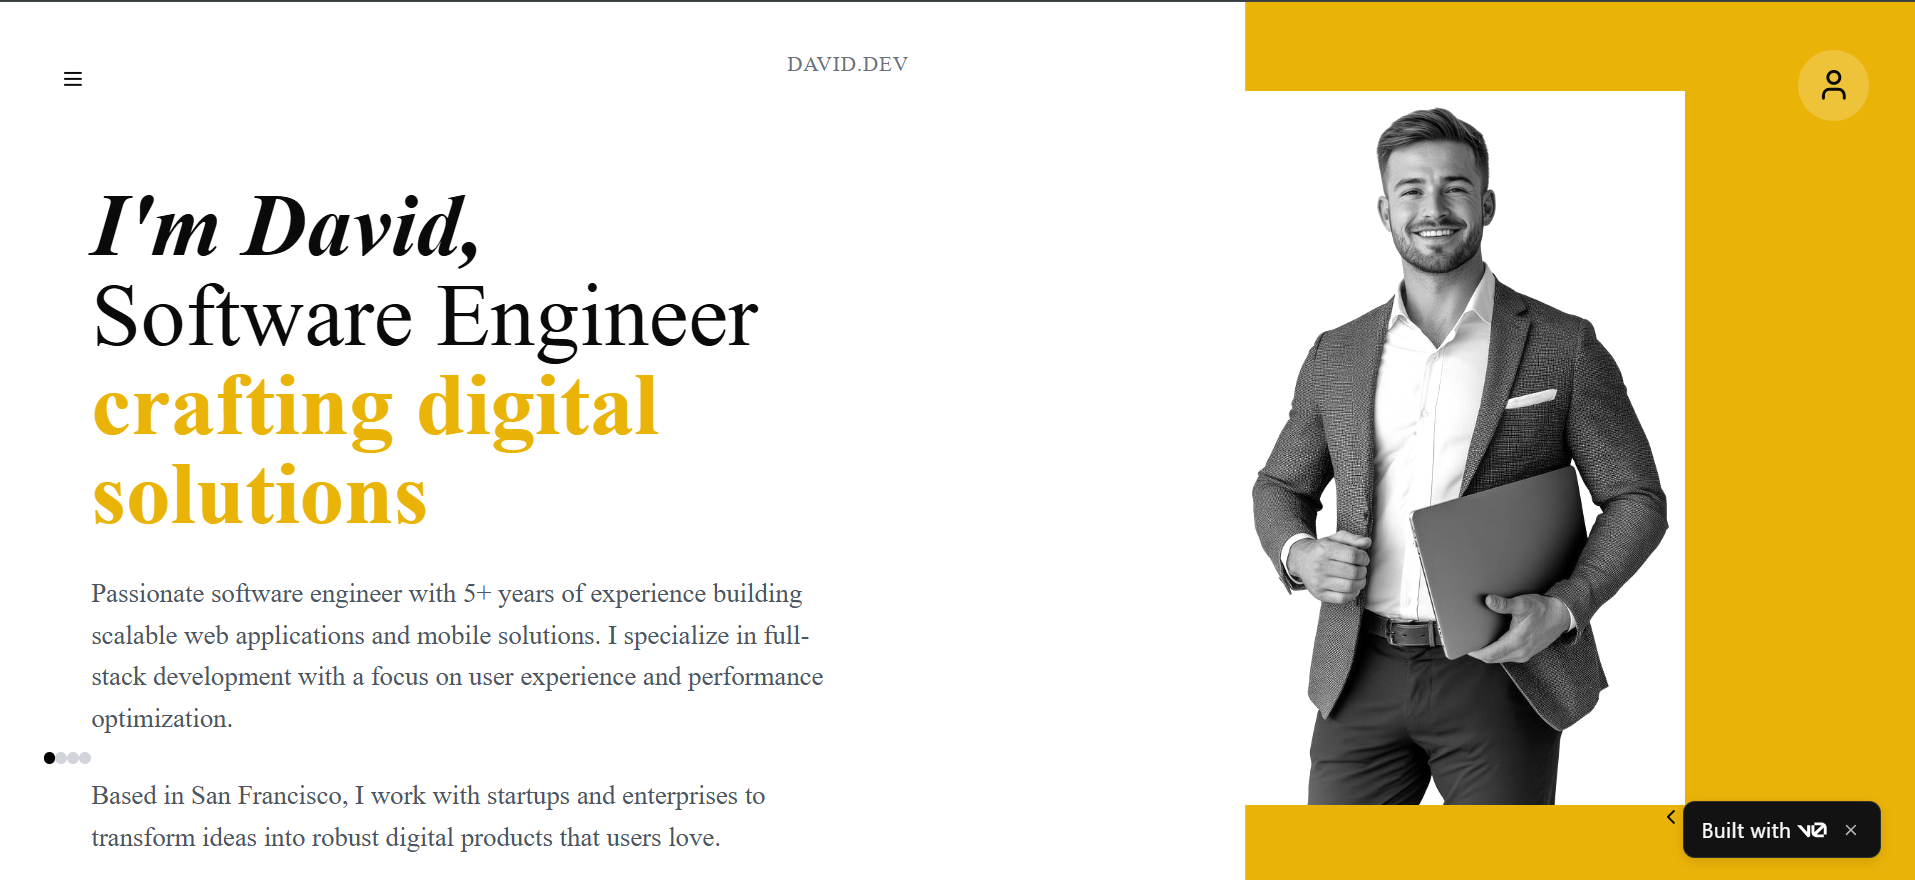 DAVID.DEV
I'm David,
Software Engineer
crafting digital
solutions
Passionate software engineer with 5+ years of experience building
scalable web applications and mobile solutions. I specialize in full-
stack development with a focus on user experience and performance
optimization.
Based in San Francisco, I work with startups and enterprises to
transform ideas into robust digital products that users love.
Built with v0